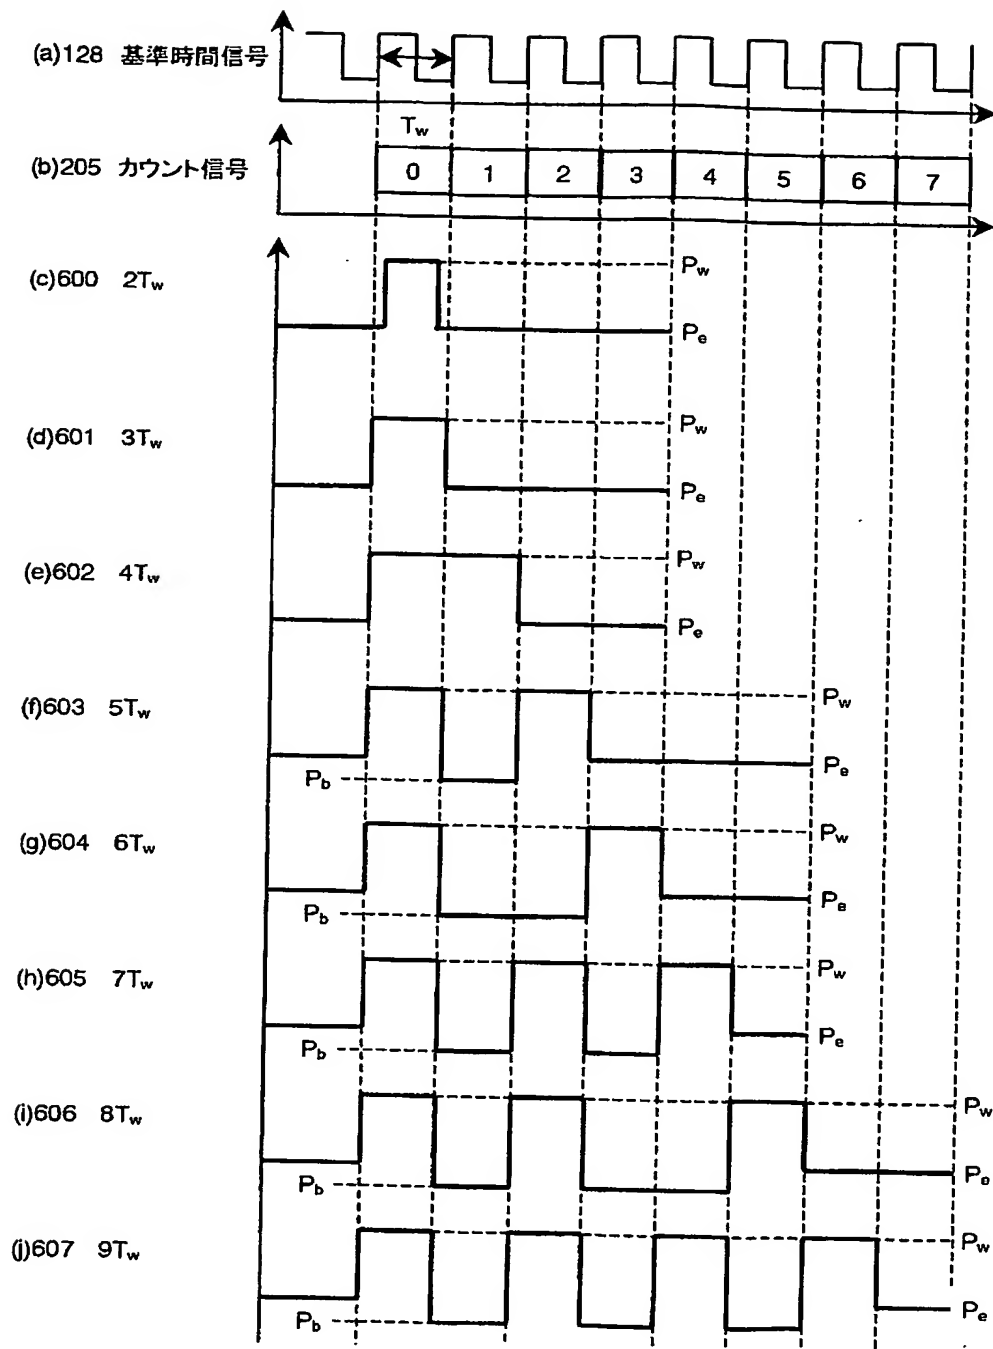 (a)128 基準時間信号
Tw
(b)205 カウント信号
0 1 2 3 4 5 6 7
(c)600 2Tw
Pw
Pe
(d)601 3Tw
Pw
Pe
(e)602 4Tw
Pw
Pe
(f)603 5Tw
Pw
Pb
Pe
(g)604 6Tw
Pw
Pb
Pe
(h)605 7Tw
Pw
Pb
Pe
(i)606 8Tw
Pw
Pb
Pe
(j)607 9Tw
Pw
Pb
Pe